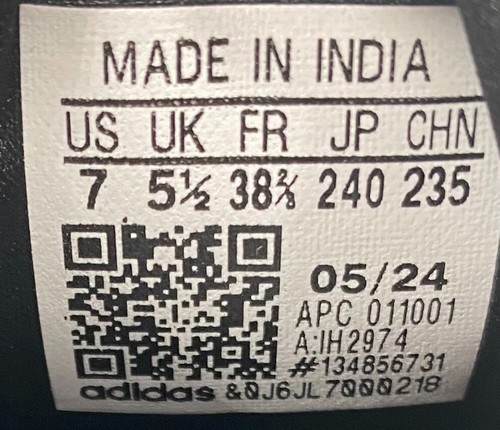 MADE IN INDIA
US UK FR JP CHN
7 5½ 38⅔ 240 235
05/24
APC 011001
A:IH2974
#134856731
adidas &0J6JL7000218